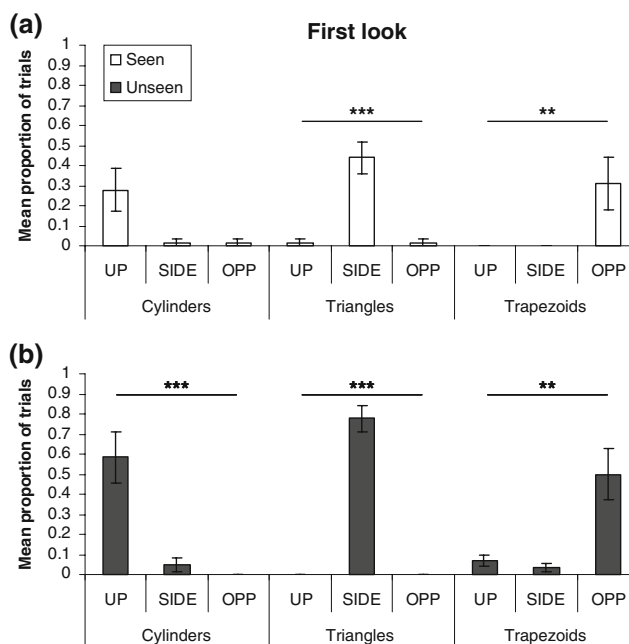 (a)
First look
Seen
Unseen
Mean proportion of trials
1
0.9
0.8
0.7
0.6
0.5
0.4
0.3
0.2
0.1
0
***
**
UP SIDE OPP UP SIDE OPP UP SIDE OPP
Cylinders Triangles Trapezoids
(b)
Mean proportion of trials
1
0.9
0.8
0.7
0.6
0.5
0.4
0.3
0.2
0.1
0
*** *** **
UP SIDE OPP UP SIDE OPP UP SIDE OPP
Cylinders Triangles Trapezoids